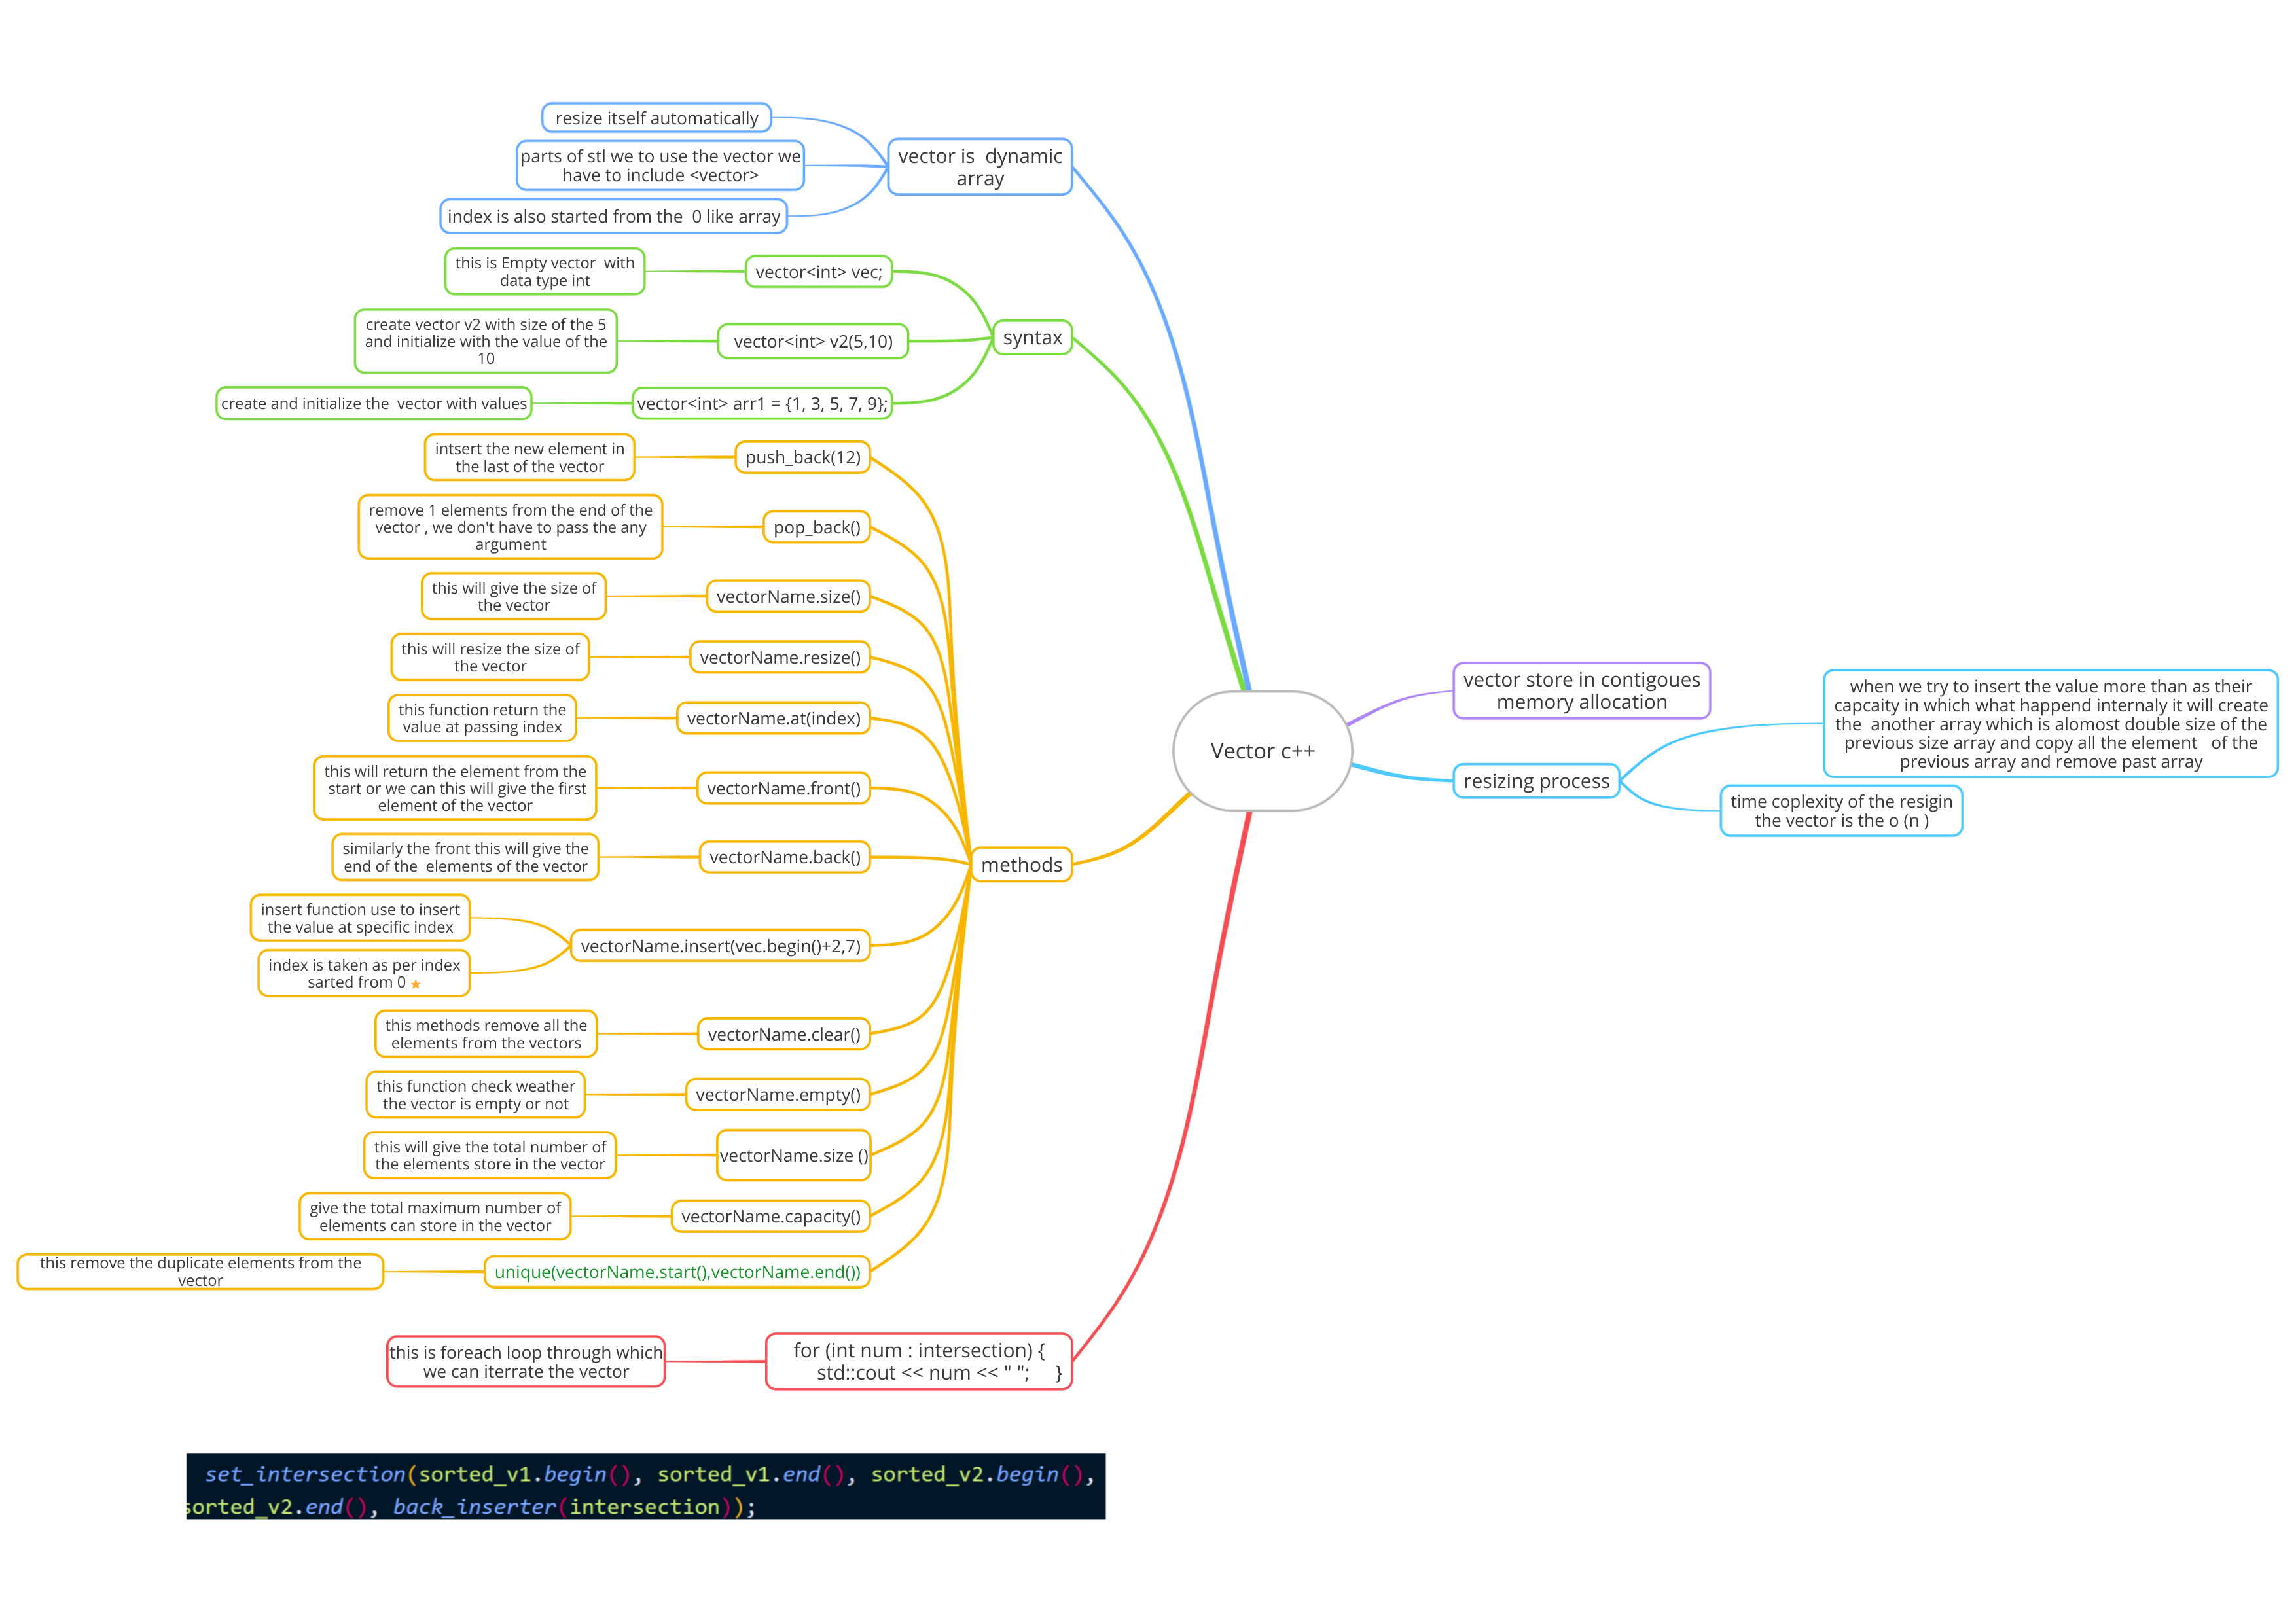 resize itself automatically
parts of stl we to use the vector we
have to include <vector>
index is also started from the  0 like array
vector is  dynamic
array
this is Empty vector  with
data type int
vector<int> vec;
create vector v2 with size of the 5
and initialize with the value of the
10
vector<int> v2(5,10)
create and initialize the  vector with values
vector<int> arr1 = {1, 3, 5, 7, 9};
syntax
intsert the new element in
the last of the vector
push_back(12)
remove 1 elements from the end of the
vector , we don't have to pass the any
argument
pop_back()
this will give the size of
the vector
vectorName.size()
this will resize the size of
the vector
vectorName.resize()
this function return the
value at passing index
vectorName.at(index)
this will return the element from the
start or we can this will give the first
element of the vector
vectorName.front()
similarly the front this will give the
end of the  elements of the vector
vectorName.back()
insert function use to insert
the value at specific index
index is taken as per index
sarted from 0
vectorName.insert(vec.begin()+2,7)
this methods remove all the
elements from the vectors
vectorName.clear()
this function check weather
the vector is empty or not
vectorName.empty()
this will give the total number of
the elements store in the vector
vectorName.size ()
give the total maximum number of
elements can store in the vector
vectorName.capacity()
this remove the duplicate elements from the
vector
unique(vectorName.start(),vectorName.end())
methods
this is foreach loop through which
we can iterrate the vector
for (int num : intersection) {
std::cout << num << " ";     }
Vector c++
vector store in contigoues
memory allocation
resizing process
when we try to insert the value more than as their
capcaity in which what happend internaly it will create
the  another array which is alomost double size of the
previous size array and copy all the element   of the
previous array and remove past array
time coplexity of the resigin
the vector is the o (n )
set_intersection(sorted_v1.begin(), sorted_v1.end(), sorted_v2.begin(),
sorted_v2.end(), back_inserter(intersection));